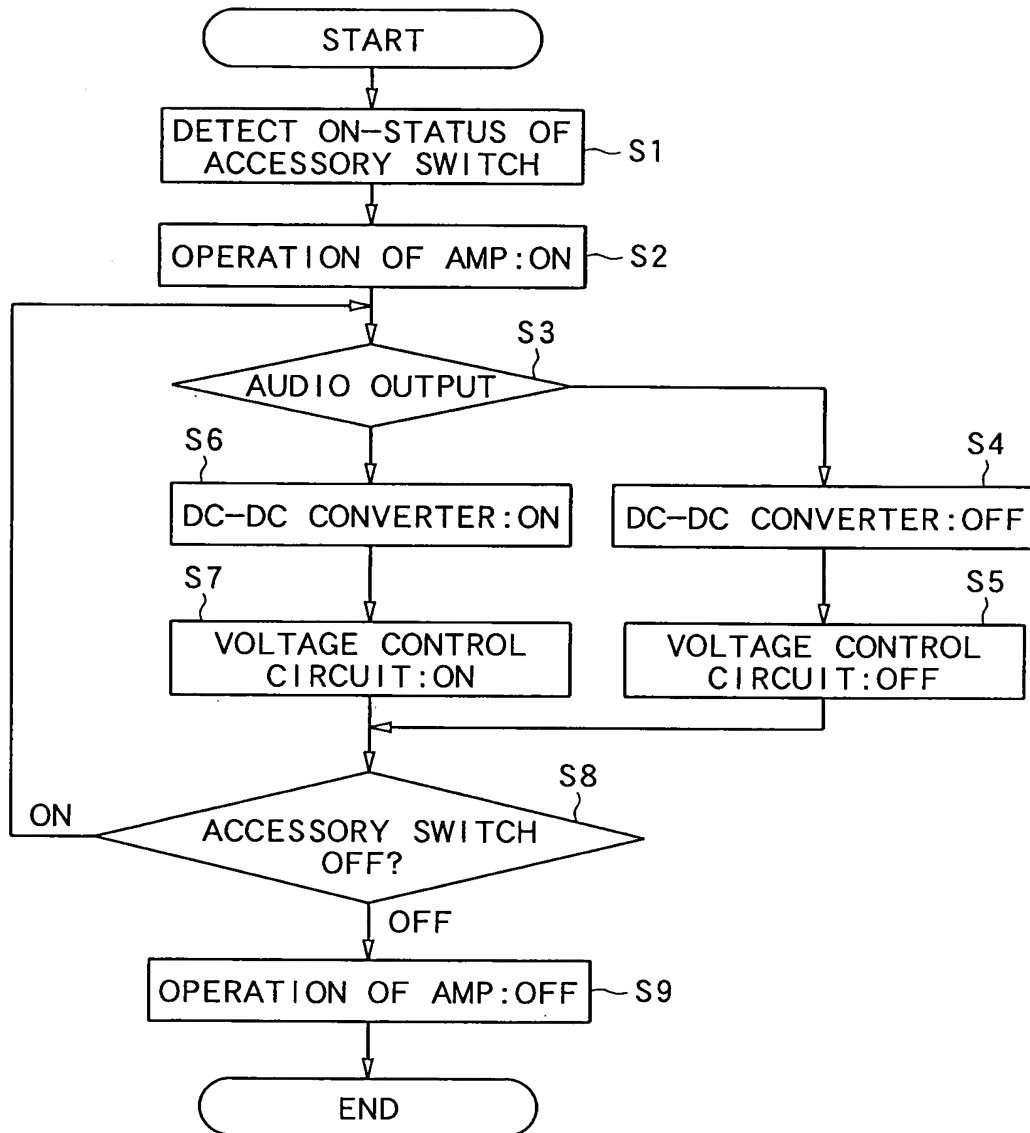 START
DETECT ON-STATUS OF
ACCESSORY SWITCH
S1
OPERATION OF AMP:ON
S2
S3
AUDIO OUTPUT
S6
DC-DC CONVERTER:ON
S4
DC-DC CONVERTER:OFF
S7
VOLTAGE CONTROL
CIRCUIT:ON
S5
VOLTAGE CONTROL
CIRCUIT:OFF
S8
ON
ACCESSORY SWITCH
OFF?
OFF
OPERATION OF AMP:OFF
S9
END